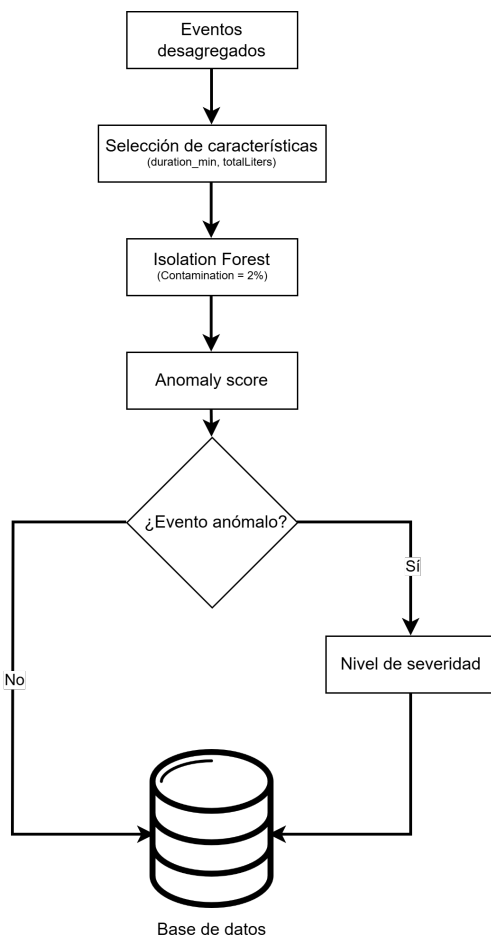 Eventos
desagregados
Selección de características
(duration_min, totalLiters)
Isolation Forest
(Contamination = 2%)
Anomaly score
¿Evento anómalo?
Sí
Nivel de severidad
No
Base de datos